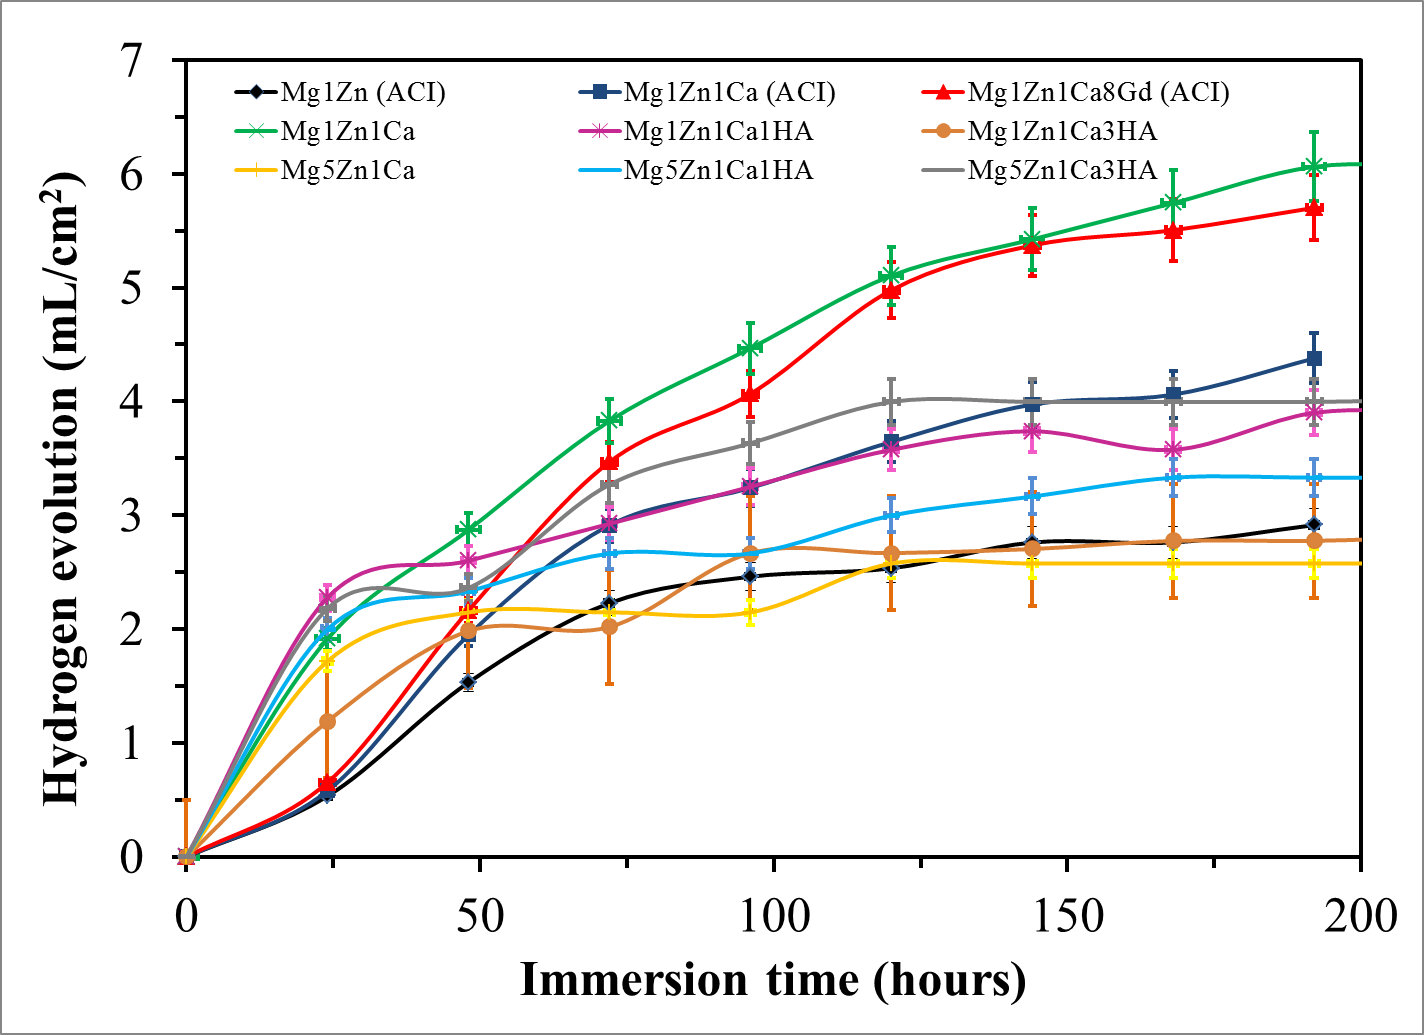 7
6
5
4
3
2
1
0
Hydrogen evolution (mL/cm²)
Mg1Zn (ACI) Mg1Zn1Ca (ACI) Mg1Zn1Ca8Gd (ACI)
Mg1Zn1Ca Mg1Zn1Ca1HA Mg1Zn1Ca3HA
Mg5Zn1Ca Mg5Zn1Ca1HA Mg5Zn1Ca3HA
0 50 100 150 200
Immersion time (hours)